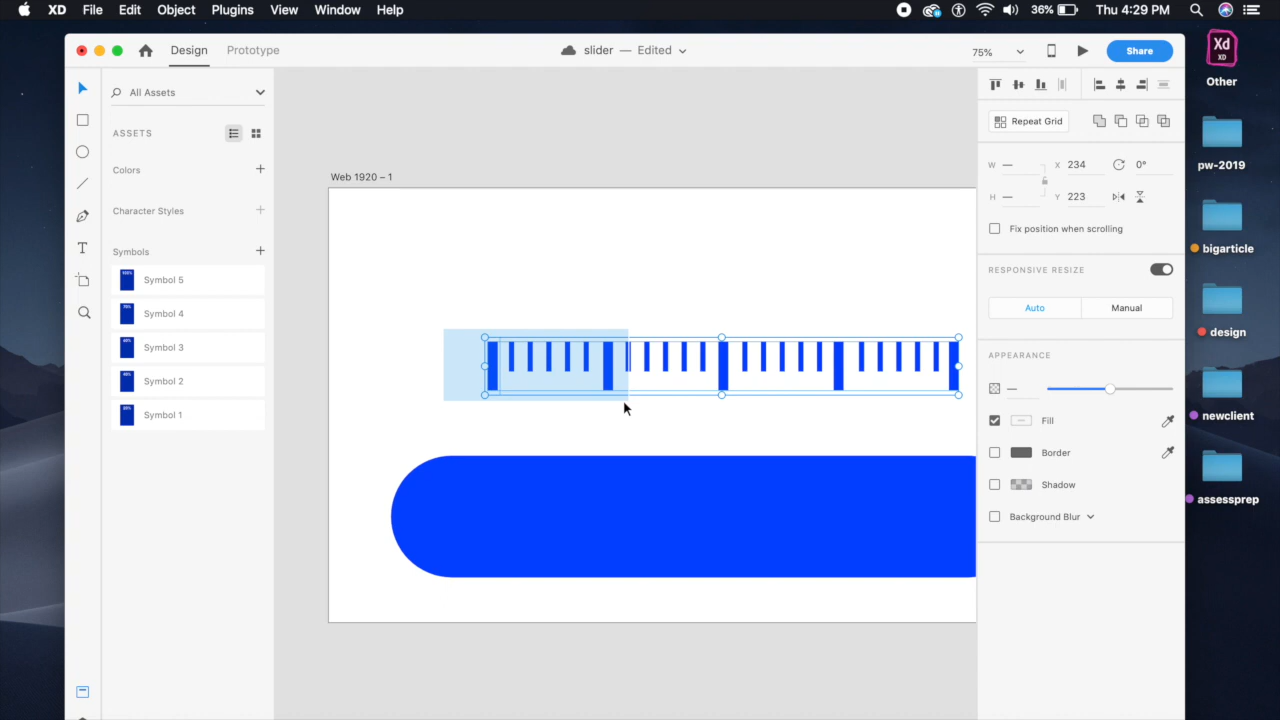 XD File Edit Object Plugins View Window Help 36% Thu 4:29 PM
Design Prototype slider — Edited 75% Share
All Assets
ASSETS
Colors
Character Styles
Symbols
Symbol 5
Symbol 4
Symbol 3
Symbol 2
Symbol 1
Web 1920 – 1
Repeat Grid
W — X 234 0°
H — Y 223
Fix position when scrolling
RESPONSIVE RESIZE
Auto Manual
APPEARANCE
—
Fill
Border
Shadow
Background Blur
Xd
XD
Other
pw-2019
bigarticle
design
newclient
assessprep